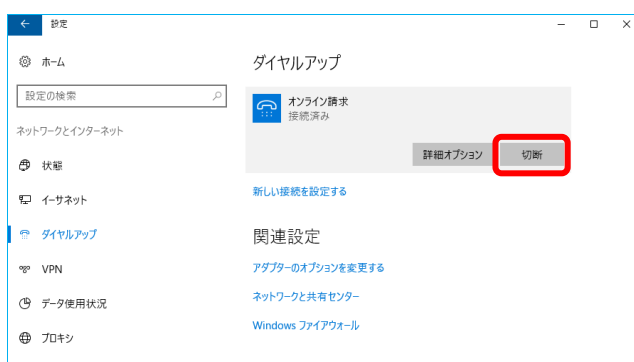 設定
ホーム
設定の検索
ネットワークとインターネット
状態
イーサネット
ダイヤルアップ
VPN
データ使用状況
プロキシ
ダイヤルアップ
オンライン請求
接続済み
詳細オプション
切断
新しい接続を設定する
関連設定
アダプターのオプションを変更する
ネットワークと共有センター
Windows ファイアウォール